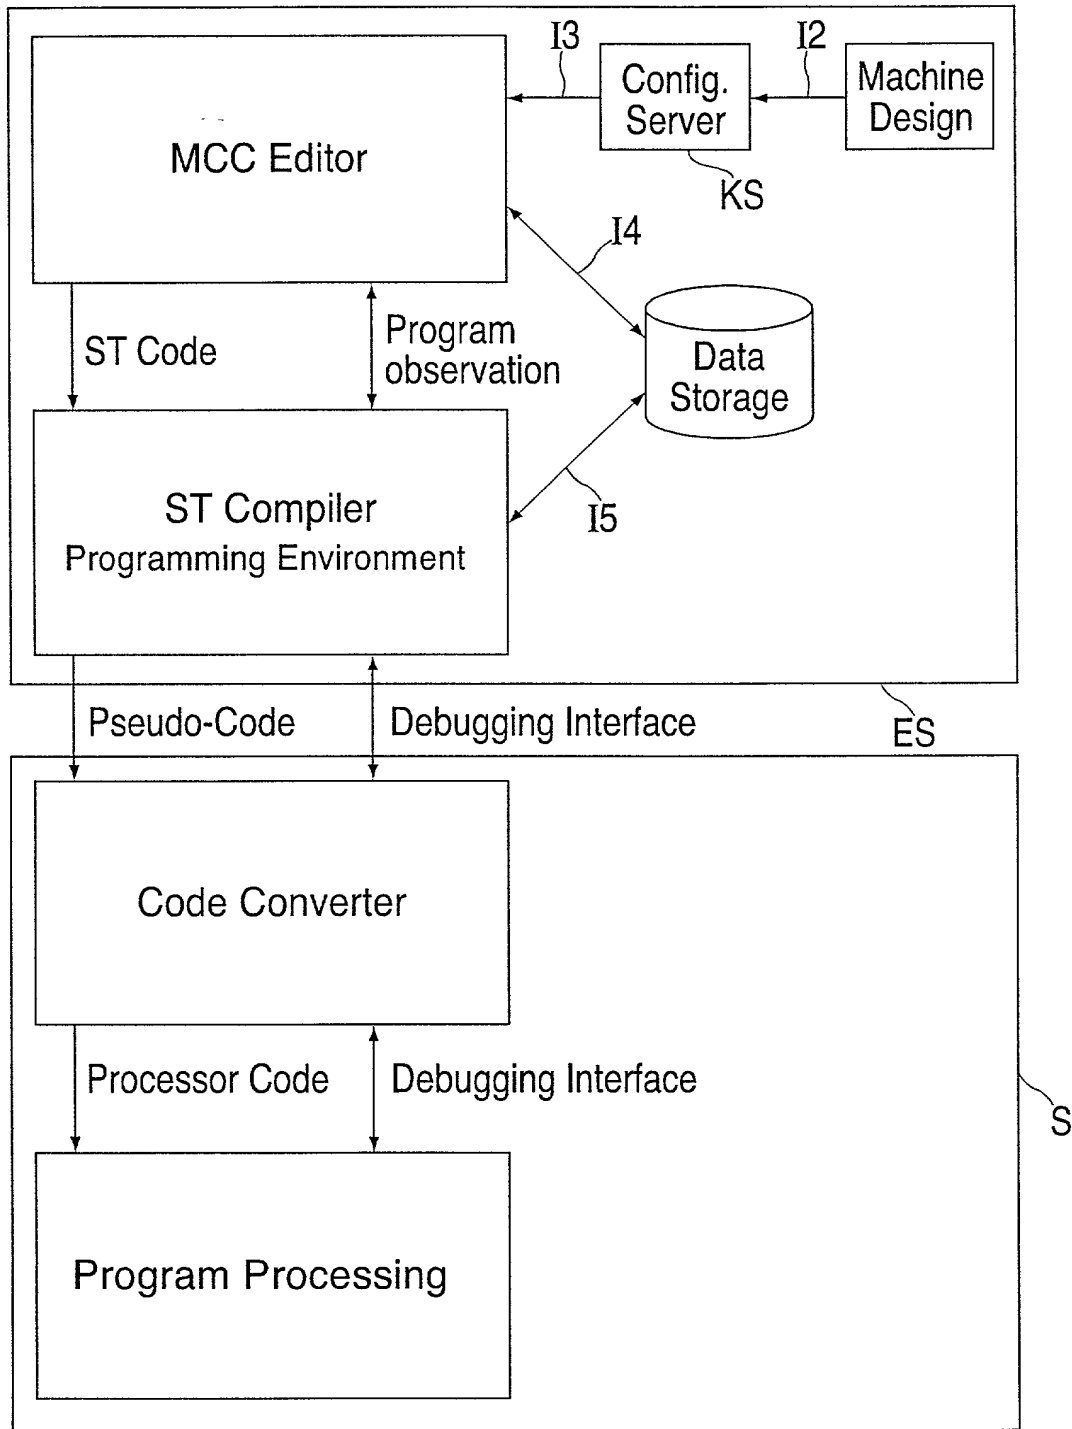 I3
I2
Config.
Server
Machine
Design
MCC Editor
KS
I4
ST Code
Program
observation
Data
Storage
ST Compiler
Programming Environment
I5
Pseudo-Code
Debugging Interface
ES
Code Converter
Processor Code
Debugging Interface
S
Program Processing